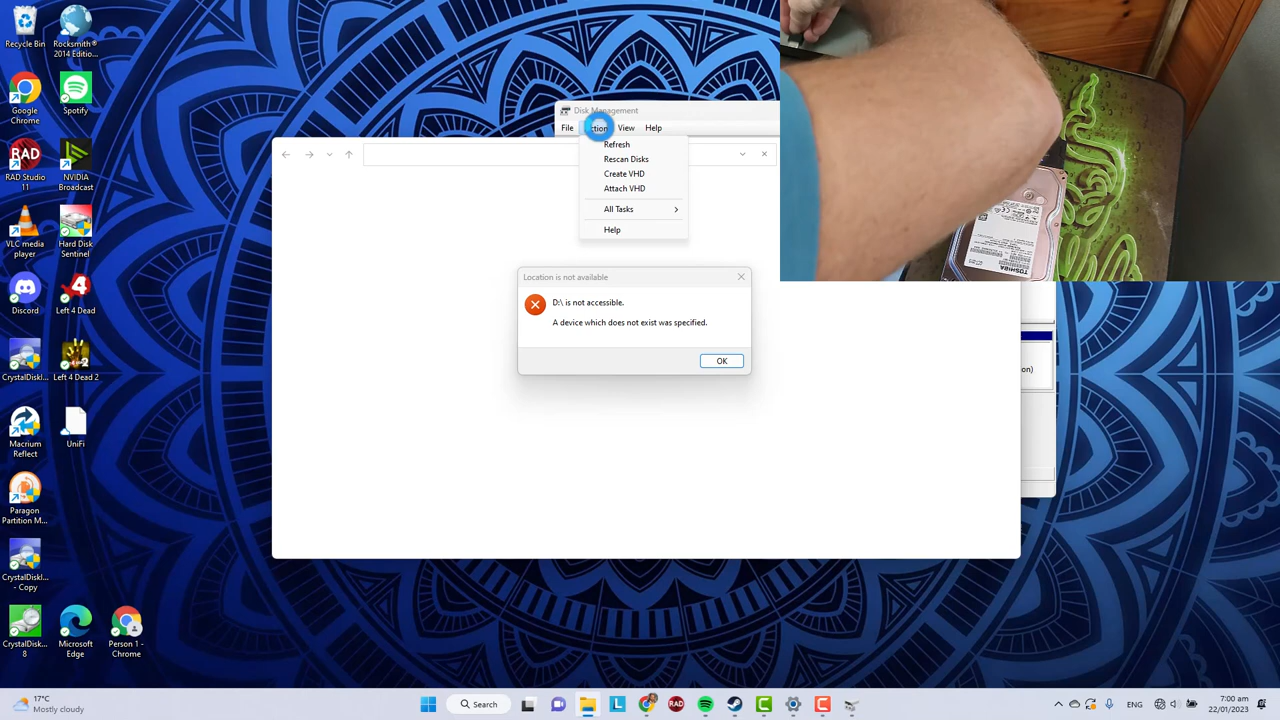 Recycle Bin
Rocksmith® 2014 Editio...
Google Chrome
Spotify
RAD Studio 11
NVIDIA Broadcast
VLC media player
Hard Disk Sentinel
Discord
Left 4 Dead
CrystalDiskI...
Left 4 Dead 2
Macrium Reflect
UniFi
Paragon Partition M...
CrystalDiskI... - Copy
CrystalDisk... 8
Microsoft Edge
Person 1 - Chrome
Disk Management
File
View
Help
Refresh
Rescan Disks
Create VHD
Attach VHD
All Tasks
Help
Location is not available
D:\ is not accessible.
A device which does not exist was specified.
OK
on)
TOSHIBA
17°C
Mostly cloudy
Search
ENG
7:00 am
22/01/2023